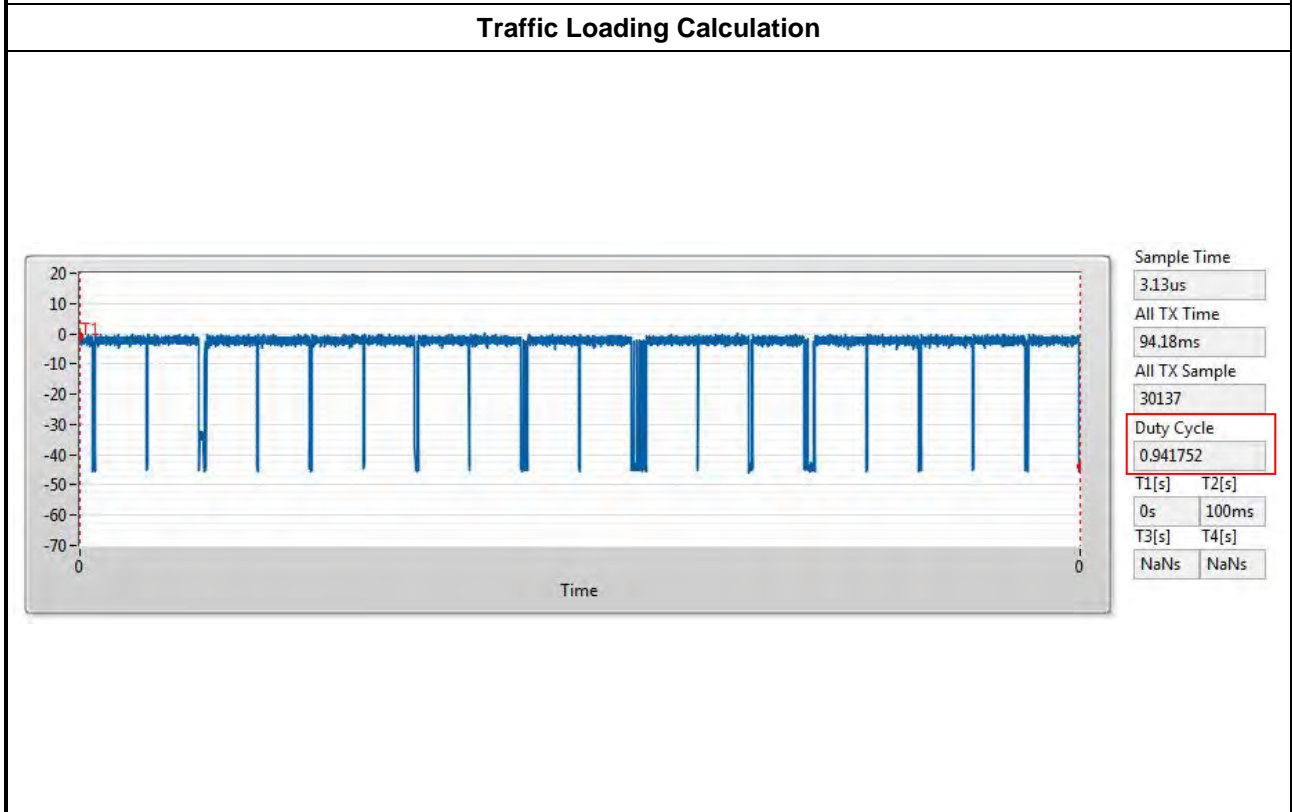 Traffic Loading Calculation
20
10
0
-10
-20
-30
-40
-50
-60
-70
T1
0
0
Time
Sample Time
3.13us
All TX Time
94.18ms
All TX Sample
30137
Duty Cycle
0.941752
T1[s] T2[s]
0s 100ms
T3[s] T4[s]
NaNs NaNs